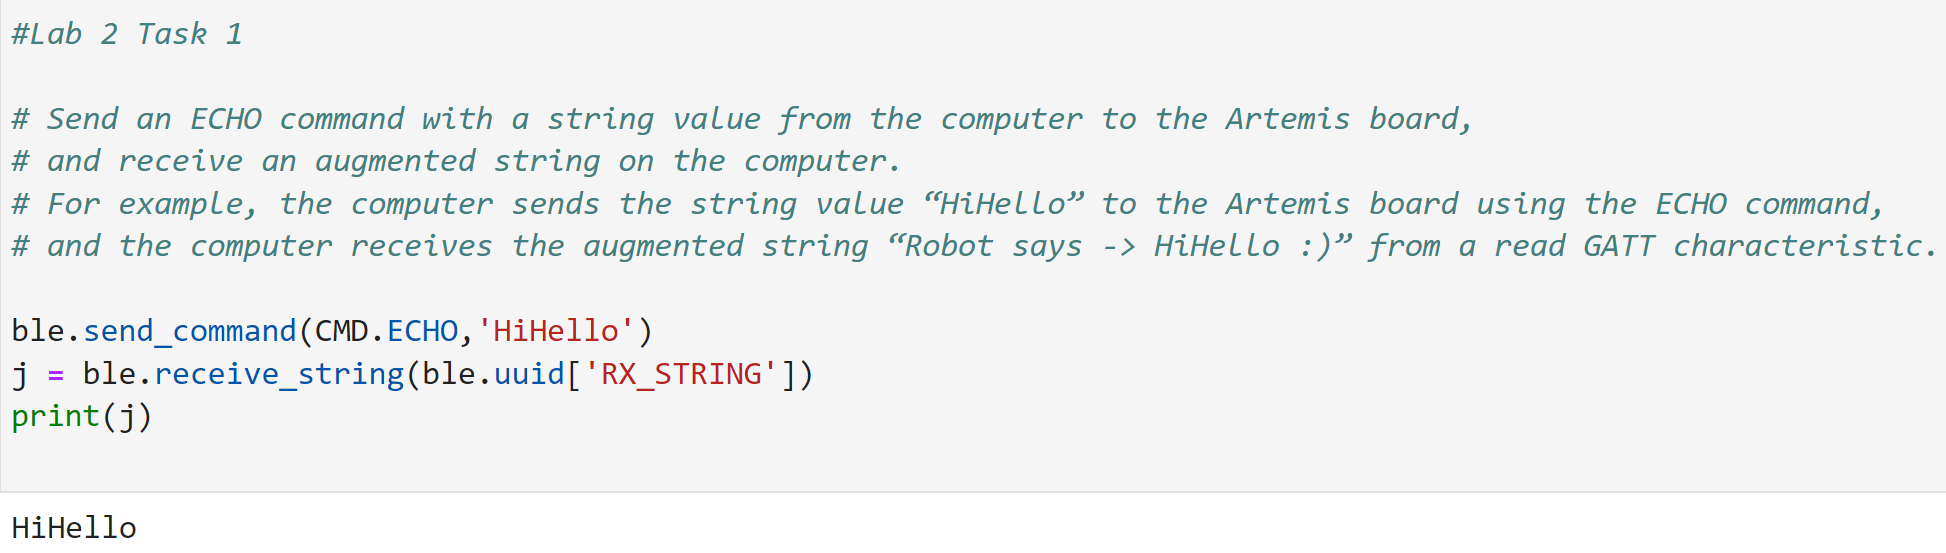 #Lab 2 Task 1
# Send an ECHO command with a string value from the computer to the Artemis board,
# and receive an augmented string on the computer.
# For example, the computer sends the string value “HiHello” to the Artemis board using the ECHO command,
# and the computer receives the augmented string “Robot says -> HiHello :)” from a read GATT characteristic.
ble.send_command(CMD.ECHO,'HiHello')
j = ble.receive_string(ble.uuid['RX_STRING'])
print(j)
HiHello